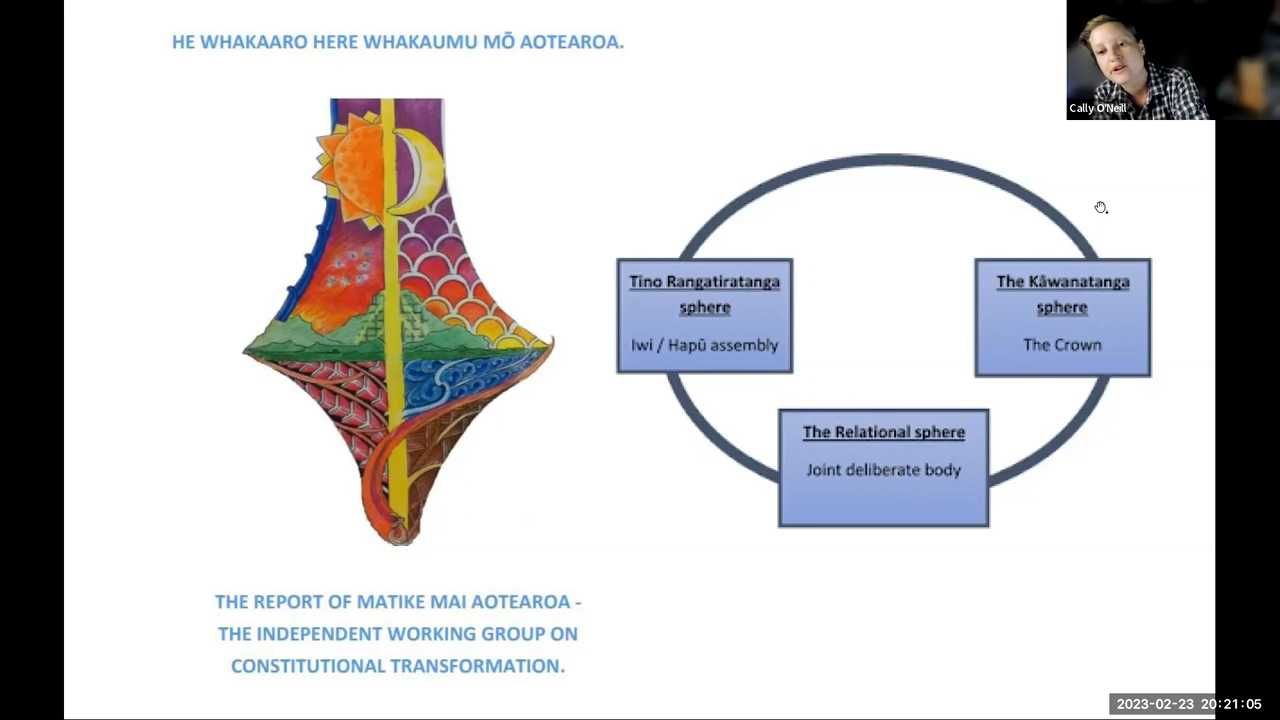 HE WHAKAARO HERE WHAKAUMU MŌ AOTEAROA.
Cally O'Neill
Tino Rangatiratanga
sphere
Iwi / Hapū assembly
The Kāwanatanga
sphere
The Crown
The Relational sphere
Joint deliberate body
THE REPORT OF MATIKE MAI AOTEAROA -
THE INDEPENDENT WORKING GROUP ON
CONSTITUTIONAL TRANSFORMATION.
2023-02-23 20:21:05